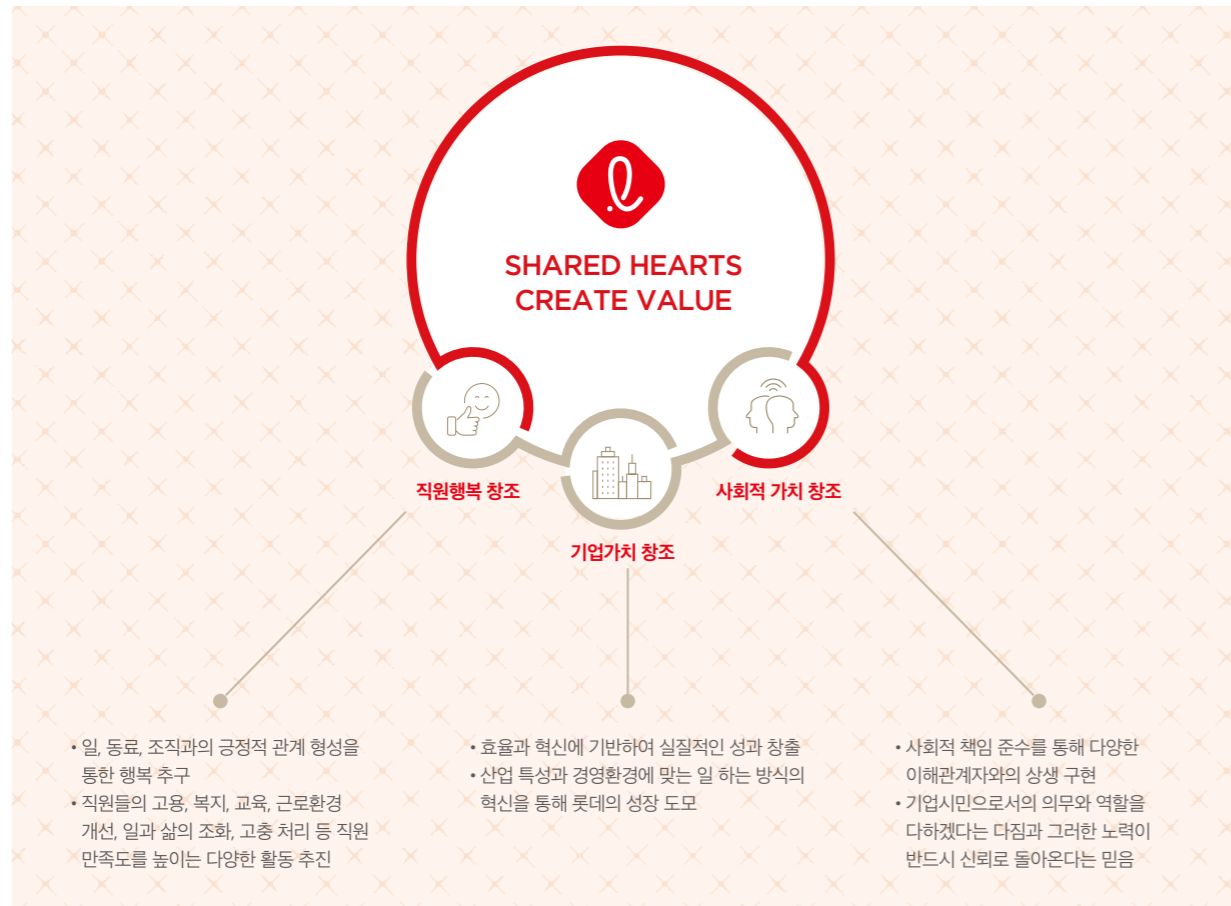 SHARED HEARTS
CREATE VALUE
직원행복 창조
기업가치 창조
사회적 가치 창조
• 일, 동료, 조직과의 긍정적 관계 형성을
통한 행복 추구
• 직원들의 고용, 복지, 교육, 근로환경
개선, 일과 삶의 조화, 고충 처리 등 직원
만족도를 높이는 다양한 활동 추진
• 효율과 혁신에 기반하여 실질적인 성과 창출
• 산업 특성과 경영환경에 맞는 일 하는 방식의
혁신을 통해 롯데의 성장 도모
• 사회적 책임 준수를 통해 다양한
이해관계자와의 상생 구현
• 기업시민으로서의 의무와 역할을
다하겠다는 다짐과 그러한 노력이
반드시 신뢰로 돌아온다는 믿음